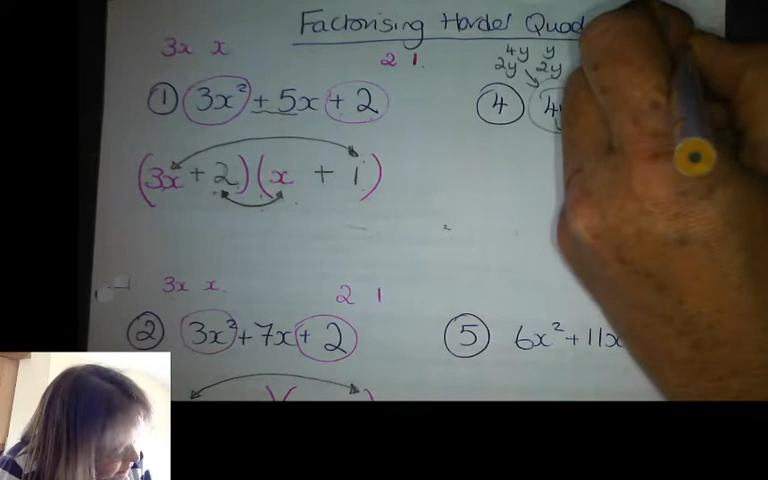 Factorising Harder Quad
3x x
2 1.
4y y
2y 2y
① 3x² + 5x + 2
④ 4
(3x + 2)(x + 1)
3x x.
2 1
② 3x² + 7x + 2
⑤ 6x² + 11x
( )